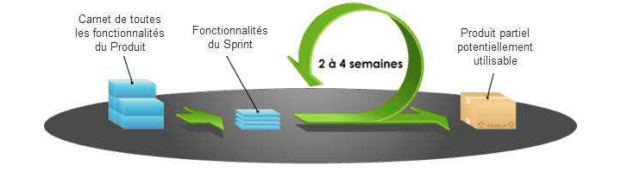 Carnet de toutes
les fonctionnalités
du Produit
Fonctionnalités
du Sprint
2 à 4 semaines
Produit partiel
potentiellement
utilisable